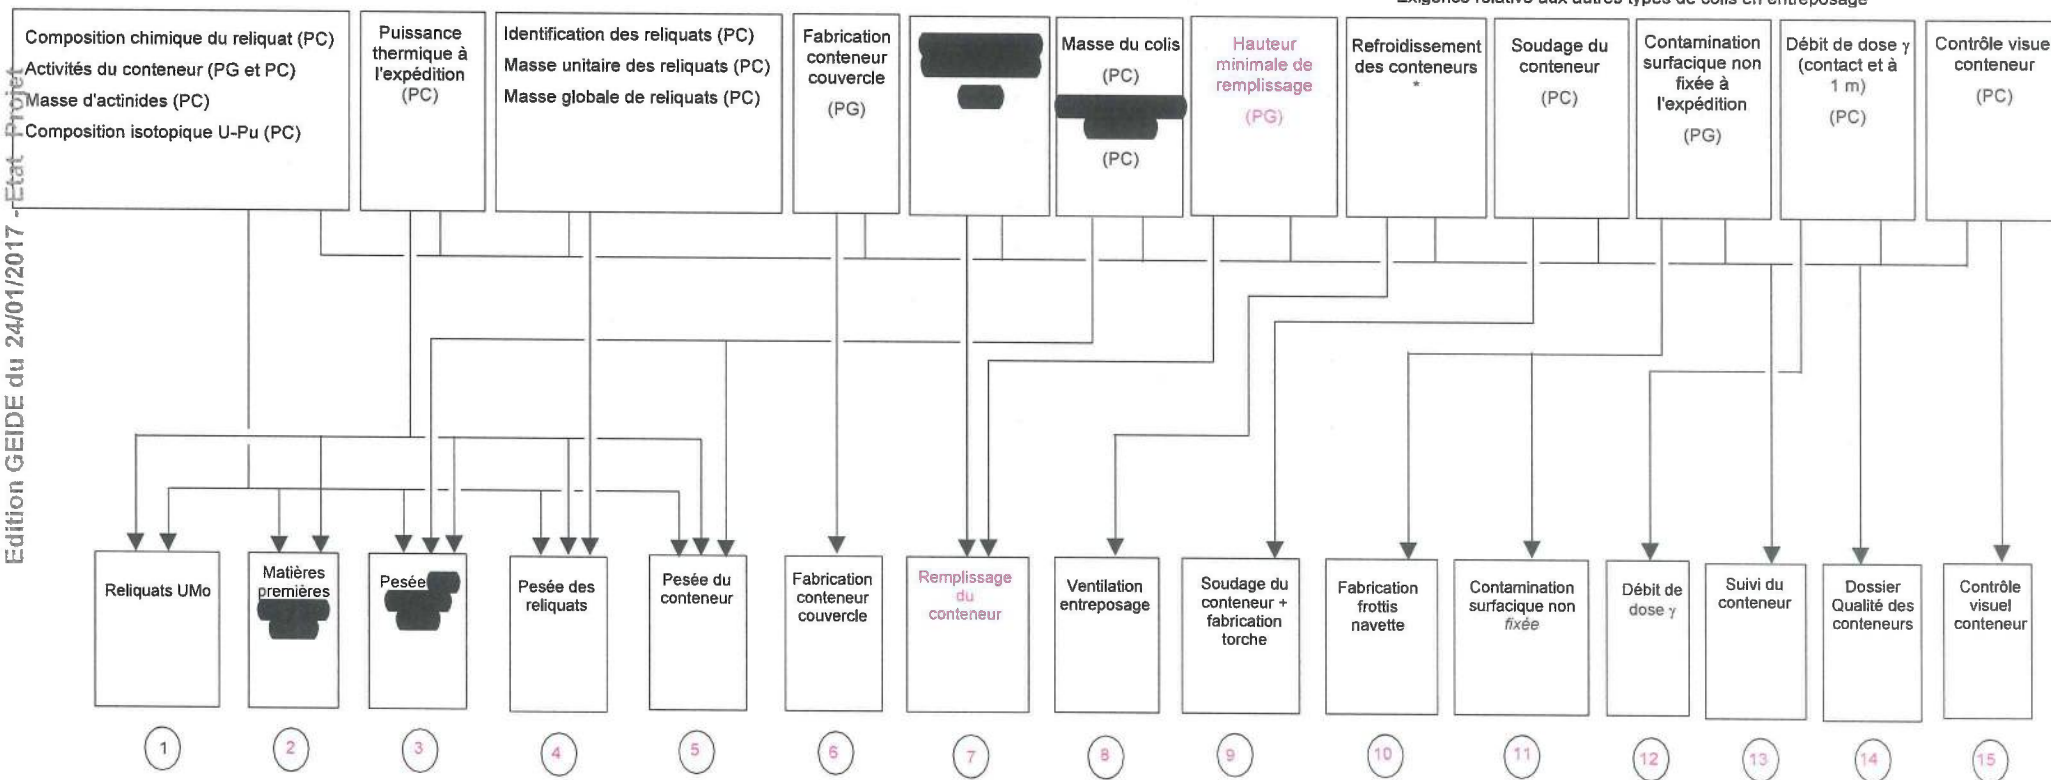 Exigence relative aux autres types de colis en entreposage
Composition chimique du reliquat (PC)
Activités du conteneur (PG et PC)
Masse d'actinides (PC)
Composition isotopique U-Pu (PC)
Puissance
thermique à
l'expédition
(PC)
Identification des reliquats (PC)
Masse unitaire des reliquats (PC)
Masse globale de reliquats (PC)
Fabrication
conteneur
couvercle
(PG)
Masse du colis
(PC)
(PC)
Hauteur
minimale de
remplissage
(PG)
Refroidissement
des conteneurs
*
Soudage du
conteneur
(PC)
Contamination
surfacique non
fixée à
l'expédition
(PG)
Débit de dose γ
(contact et à
1 m)
(PC)
Contrôle visue
conteneur
(PC)
Edition GEIDE du 24/01/2017 - Etat Projet
Reliquats UMo
Matières
premières
Pesée
Pesée des
reliquats
Pesée du
conteneur
Fabrication
conteneur
couvercle
Remplissage
du
conteneur
Ventilation
entreposage
Soudage du
conteneur +
fabrication
torche
Fabrication
frottis
navette
Contamination
surfacique non
fixée
Débit de
dose γ
Suivi du
conteneur
Dossier
Qualité des
conteneurs
Contrôle
visuel
conteneur
1 2 3 4 5 6 7 8 9 10 11 12 13 14 15